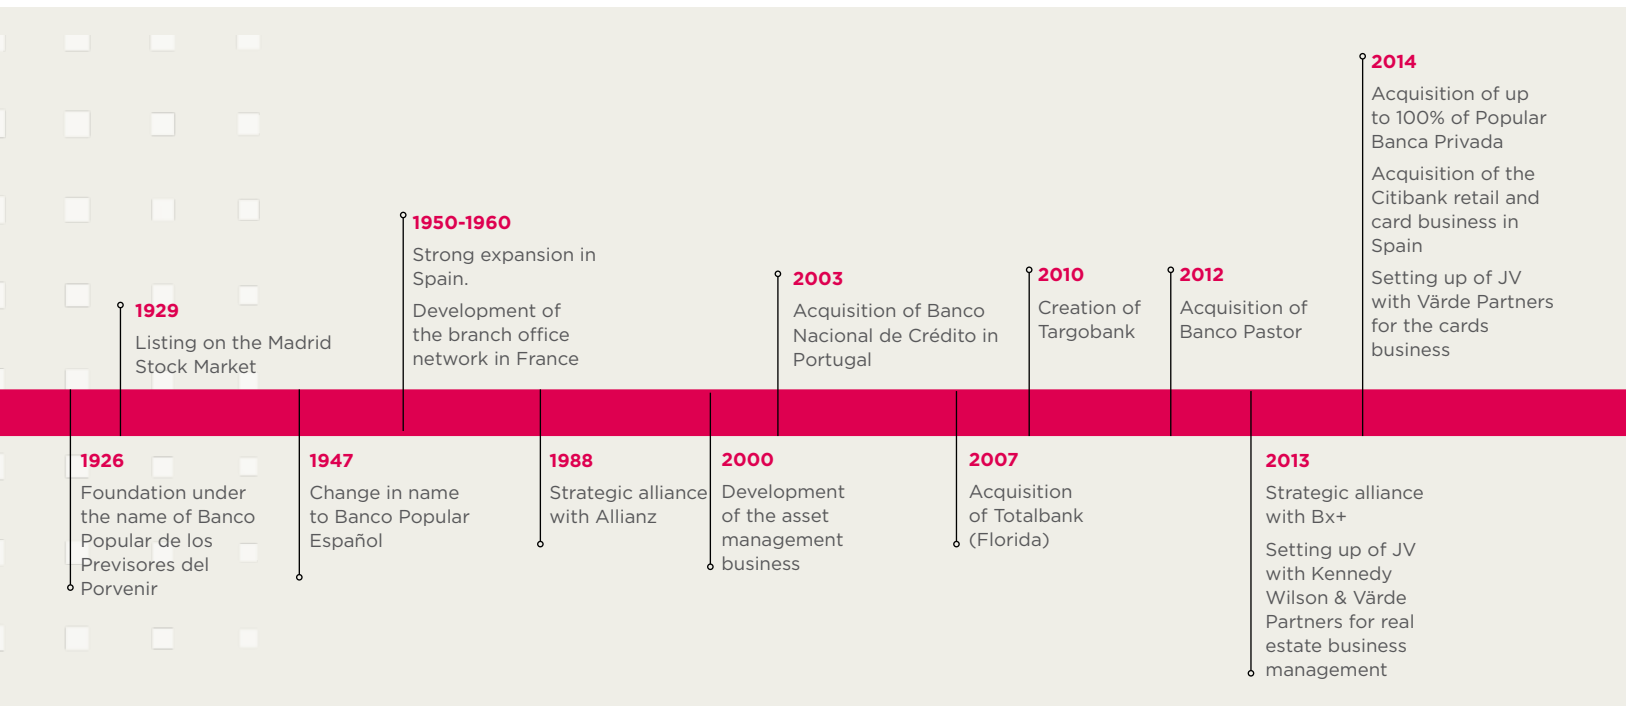 1926
Foundation under
the name of Banco
Popular de los
Previsores del
Porvenir
1929
Listing on the Madrid
Stock Market
1947
Change in name
to Banco Popular
Español
1950-1960
Strong expansion in
Spain.
Development of
the branch office
network in France
1988
Strategic alliance
with Allianz
2000
Development
of the asset
management
business
2003
Acquisition of Banco
Nacional de Crédito in
Portugal
2007
Acquisition
of Totalbank
(Florida)
2010
Creation of
Targobank
2012
Acquisition of
Banco Pastor
2013
Strategic alliance
with Bx+
Setting up of JV
with Kennedy
Wilson & Värde
Partners for real
estate business
management
2014
Acquisition of up
to 100% of Popular
Banca Privada
Acquisition of the
Citibank retail and
card business in
Spain
Setting up of JV
with Värde Partners
for the cards
business